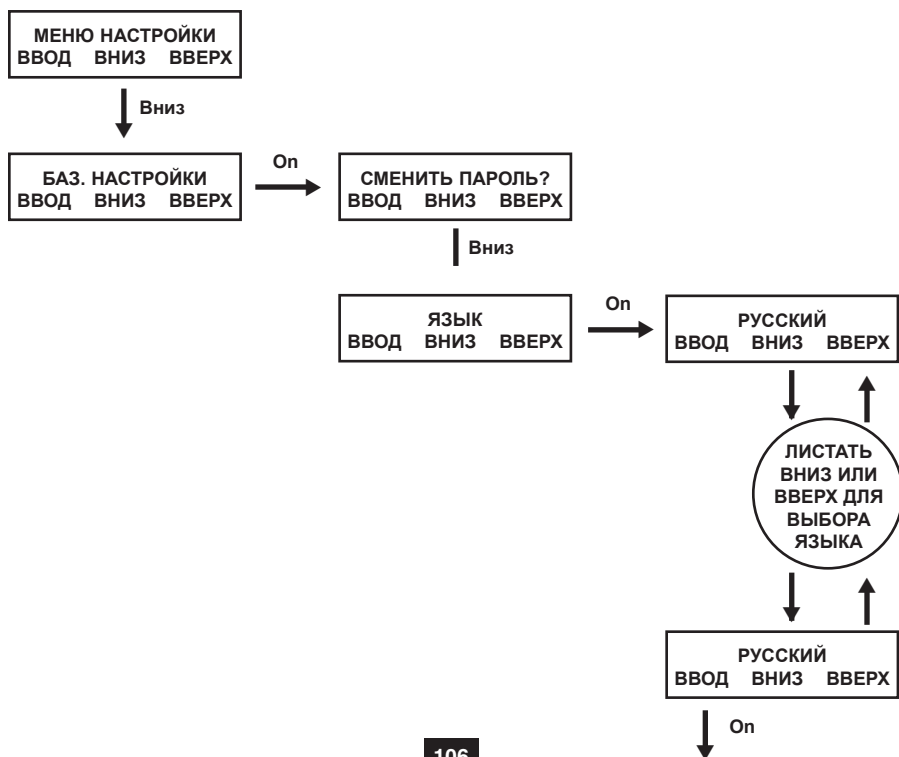 МЕНЮ НАСТРОЙКИ
ВВОД ВНИЗ ВВЕРХ
Вниз
БАЗ. НАСТРОЙКИ
ВВОД ВНИЗ ВВЕРХ
On
СМЕНИТЬ ПАРОЛЬ?
ВВОД ВНИЗ ВВЕРХ
Вниз
ЯЗЫК
ВВОД ВНИЗ ВВЕРХ
On
РУССКИЙ
ВВОД ВНИЗ ВВЕРХ
ЛИСТАТЬ
ВНИЗ ИЛИ
ВВЕРХ ДЛЯ
ВЫБОРА
ЯЗЫКА
РУССКИЙ
ВВОД ВНИЗ ВВЕРХ
On
106